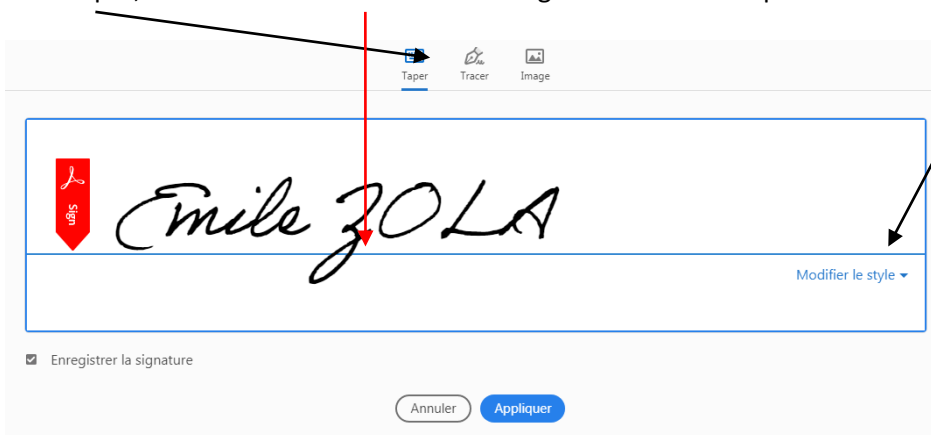 Taper Tracer Image
Sign
Emile ZOLA
Modifier le style
Enregistrer la signature
Annuler Appliquer